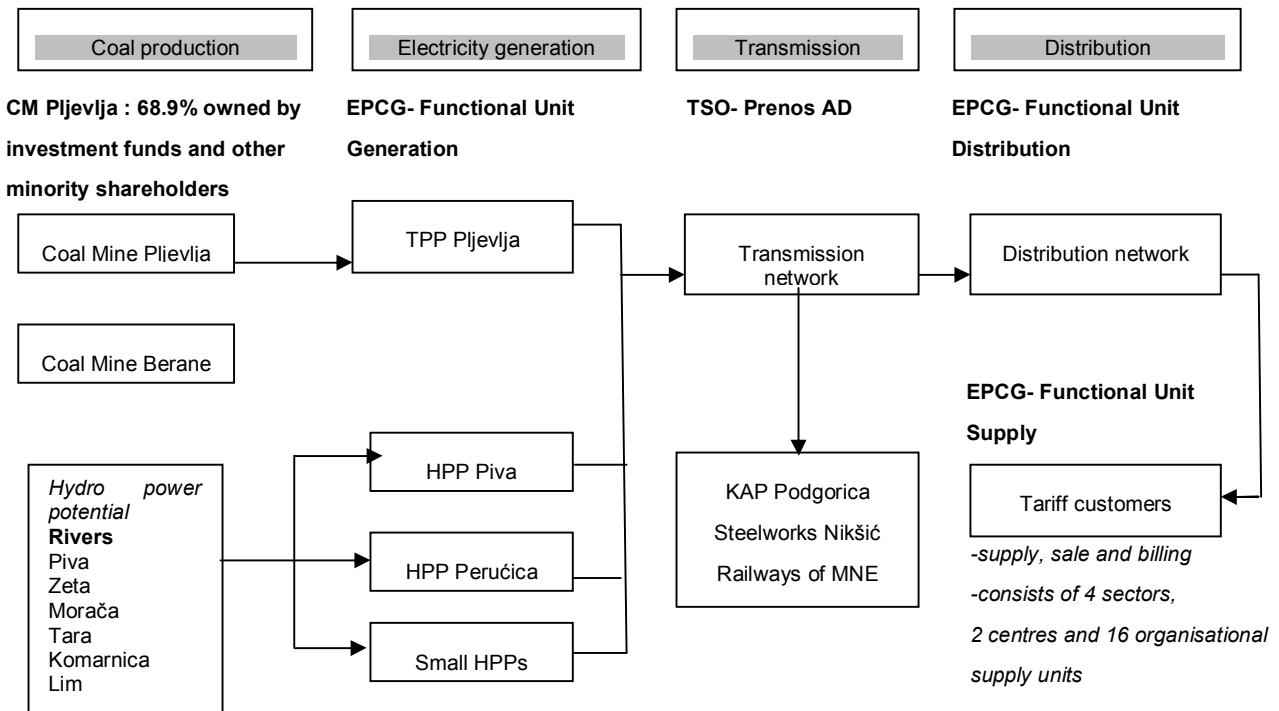 Coal production
Electricity generation
Transmission
Distribution
CM Pljevlja : 68.9% owned by
investment funds and other
minority shareholders
EPCG- Functional Unit
Generation
TSO- Prenos AD
EPCG- Functional Unit
Distribution
Coal Mine Pljevlja
TPP Pljevlja
Transmission
network
Distribution network
Coal Mine Berane
EPCG- Functional Unit
Supply
Hydro power
potential
Rivers
Piva
Zeta
Morača
Tara
Komarnica
Lim
HPP Piva
HPP Perućica
Small HPPs
KAP Podgorica
Steelworks Nikšić
Railways of MNE
Tariff customers
-supply, sale and billing
-consists of 4 sectors,
2 centres and 16 organisational
supply units